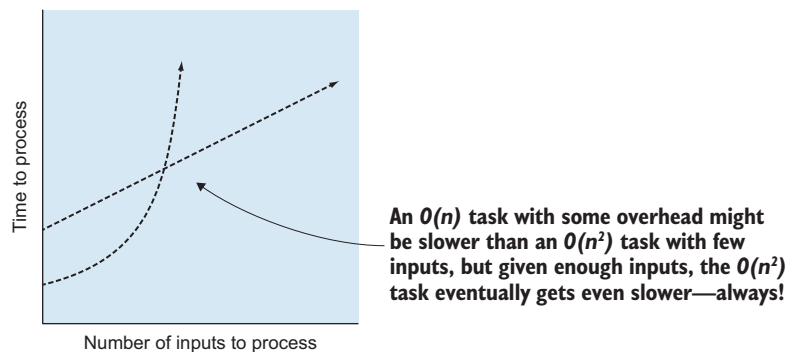 Time to process
An O(n) task with some overhead might
be slower than an O(n²) task with few
inputs, but given enough inputs, the O(n²)
task eventually gets even slower—always!
Number of inputs to process